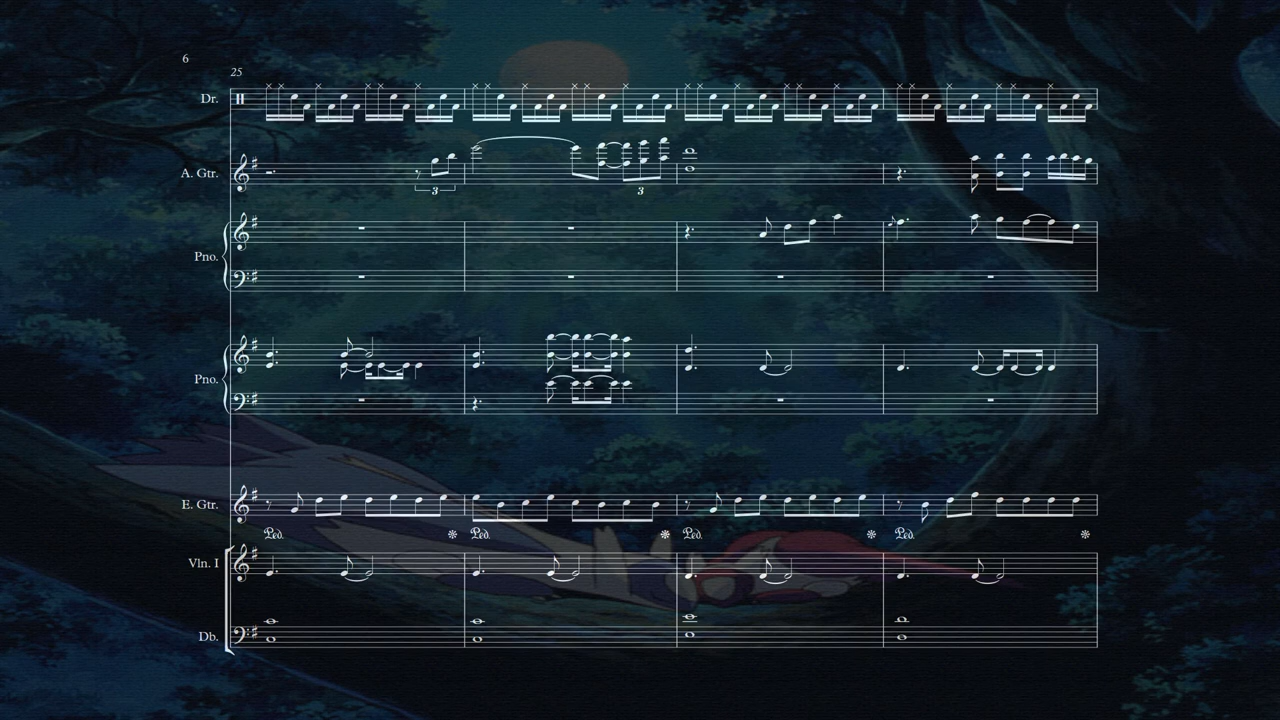 6
25
Dr.
A. Gtr.
3
3
Pno.
Pno.
E. Gtr.
Ped.
Ped.
Ped.
Ped.
Vln. I
Db.